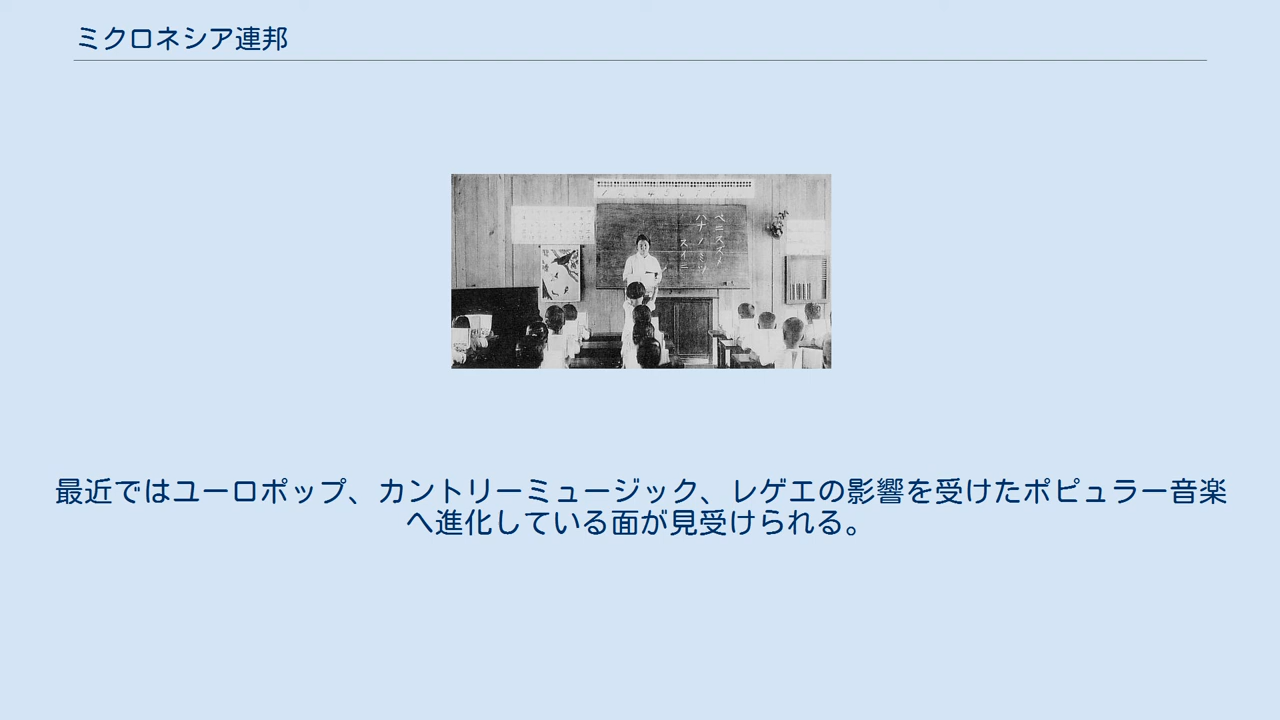 ミクロネシア連邦
最近ではユーロポップ、カントリーミュージック、レゲエの影響を受けたポピュラー音楽
へ進化している面が見受けられる。